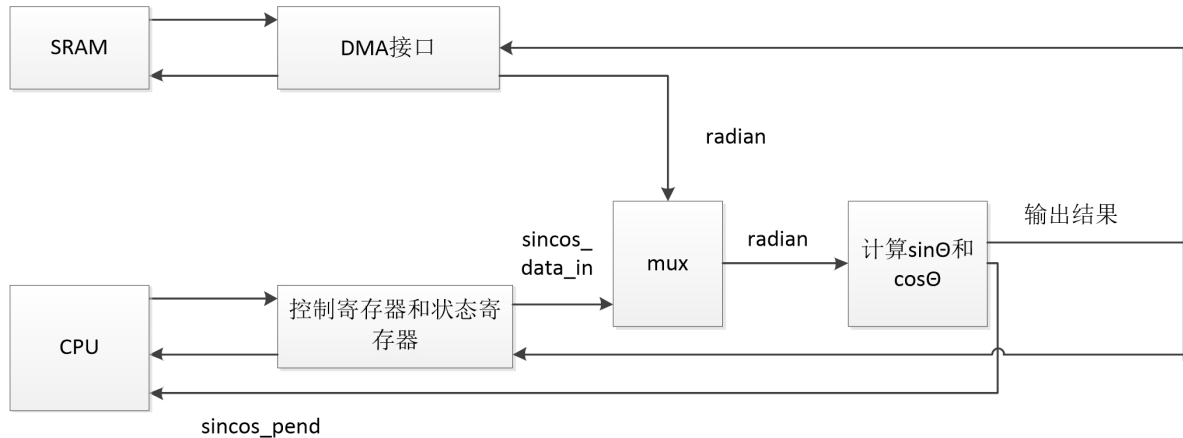 SRAM
DMA接口
radian
sincos_
data_in
mux
radian
计算sinΘ和
cosΘ
输出结果
CPU
控制寄存器和状态寄
存器
sincos_pend